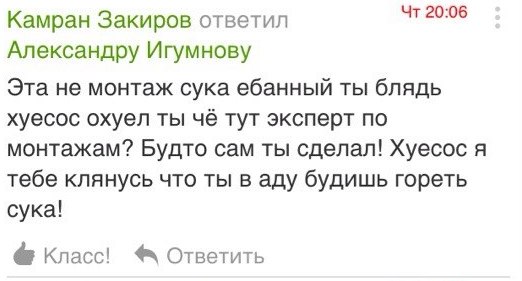 Камран Закиров ответил Чт 20:06
Александру Игумнову
Эта не монтаж сука ебанный ты блядь
хуесос охуел ты чё тут эксперт по
монтажам? Будто сам ты сделал! Хуесос я
тебе клянусь что ты в аду будишь гореть
сука!
Класс! Ответить